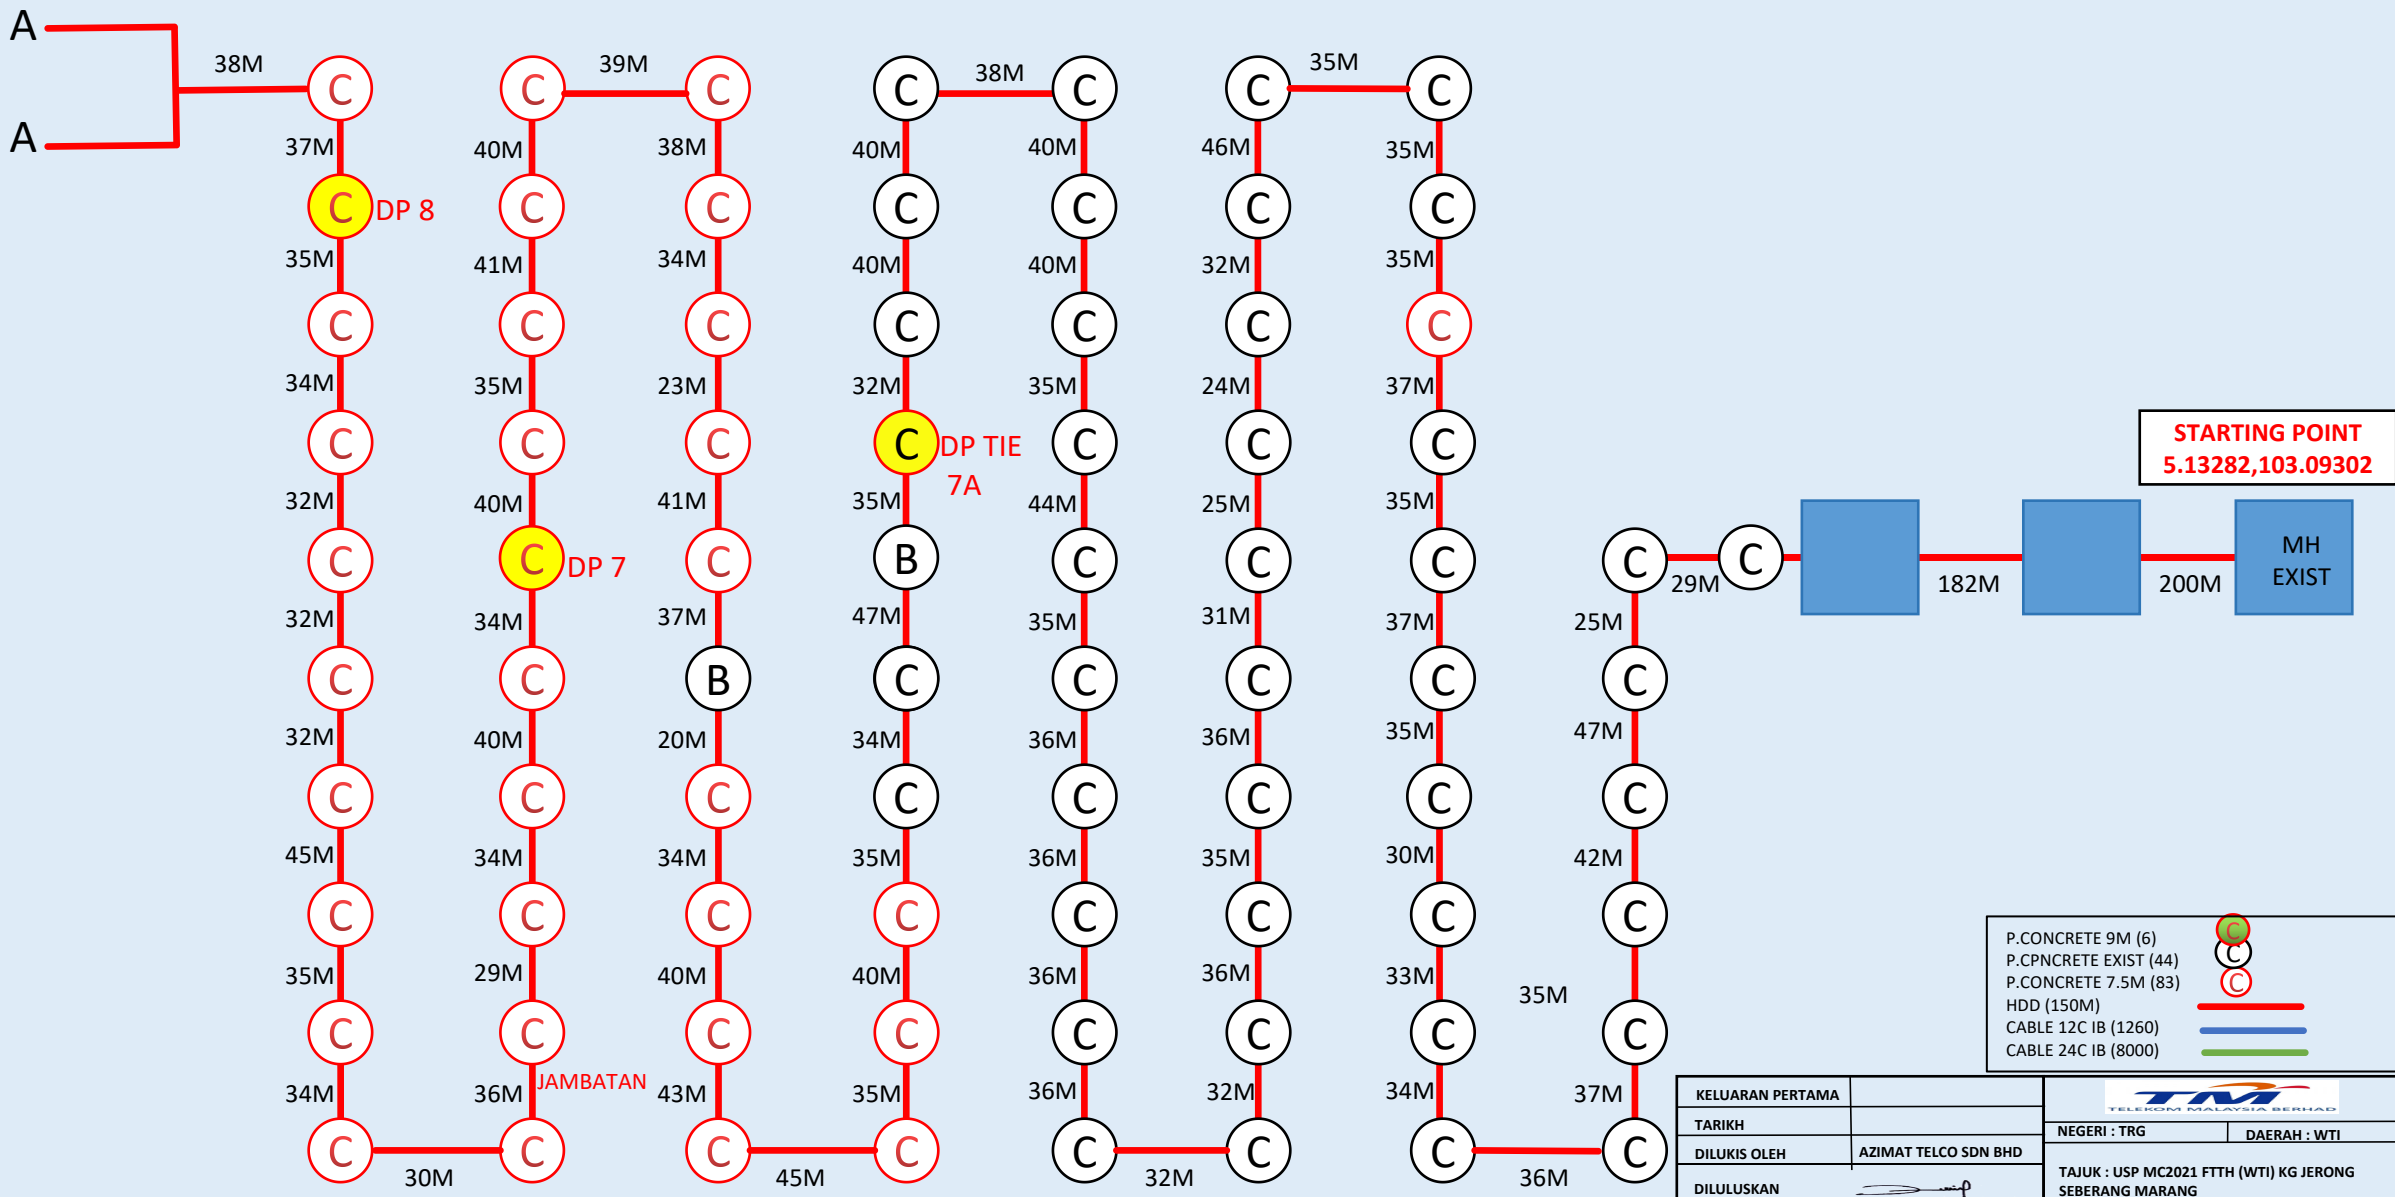 A
38M
39M
38M
35M
C C C C C C C
A
37M 40M 38M 40M 40M 46M 35M
C DP 8 C C C C C C
35M 41M 34M 40M 40M 32M 35M
C C C C C C C
34M 35M 23M 32M 35M 24M 37M
C C C C DP TIE C C C
7A
STARTING POINT
5.13282,103.09302
32M 40M 41M 35M 44M 25M 35M
C C DP 7 C B C C C C C MH
EXIST
29M 182M 200M
32M 34M 37M 47M 35M 31M 37M 25M
C C B C C C C C
32M 40M 20M 34M 36M 36M 35M 47M
C C C C C C C C
45M 34M 34M 35M 36M 35M 30M 42M
C C C C C C C C
35M 29M 40M 40M 36M 36M 33M 35M
C C C C C C C C
34M 36M JAMBATAN 43M 35M 36M 32M 34M 37M
C C C C C C C C
30M 45M 32M 36M
P.CONCRETE 9M (6) C
P.CPNCRETE EXIST (44) C
P.CONCRETE 7.5M (83) C
HDD (150M)
CABLE 12C IB (1260)
CABLE 24C IB (8000)
KELUARAN PERTAMA
TARIKH
DILUKIS OLEH AZIMAT TELCO SDN BHD
DILULUSKAN
TM
TELEKOM MALAYSIA BERHAD
NEGERI : TRG DAERAH : WTI
TAJUK : USP MC2021 FTTH (WTI) KG JERONG
SEBERANG MARANG